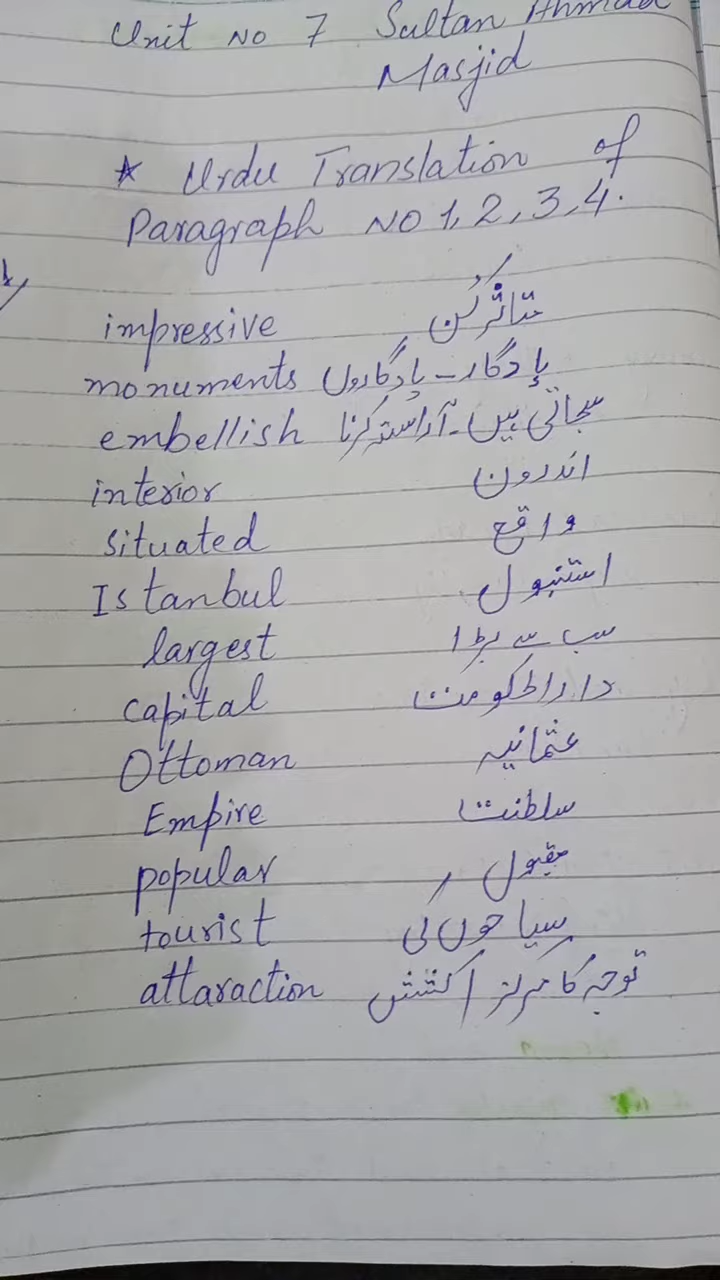 Unit No 7 Sultan Ahmad
Masjid
* Urdu Translation of
Paragraph No 1, 2, 3, 4.
impressive متاثر کُن
monuments یادگار - یادگاروں
embellish سجاتی ہیں - آراستہ کرنا
interior اندرون
situated واقع
Istanbul استنبول
largest سب سے بڑا
capital دارالحکومت
Ottoman عثمانیہ
Empire سلطنت
popular مقبول
tourist سیاحوں کی
attaraction توجہ کا مرکز / کشش